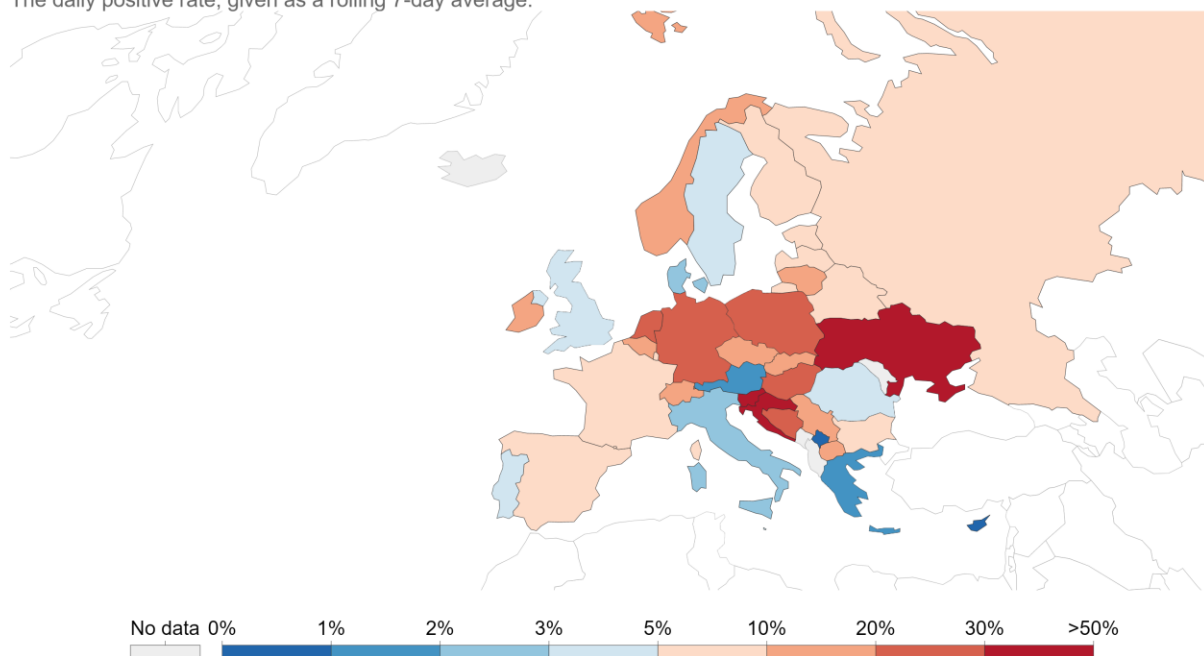 The daily positive rate, given as a rolling 7-day average.
No data 0% 1% 2% 3% 5% 10% 20% 30% >50%